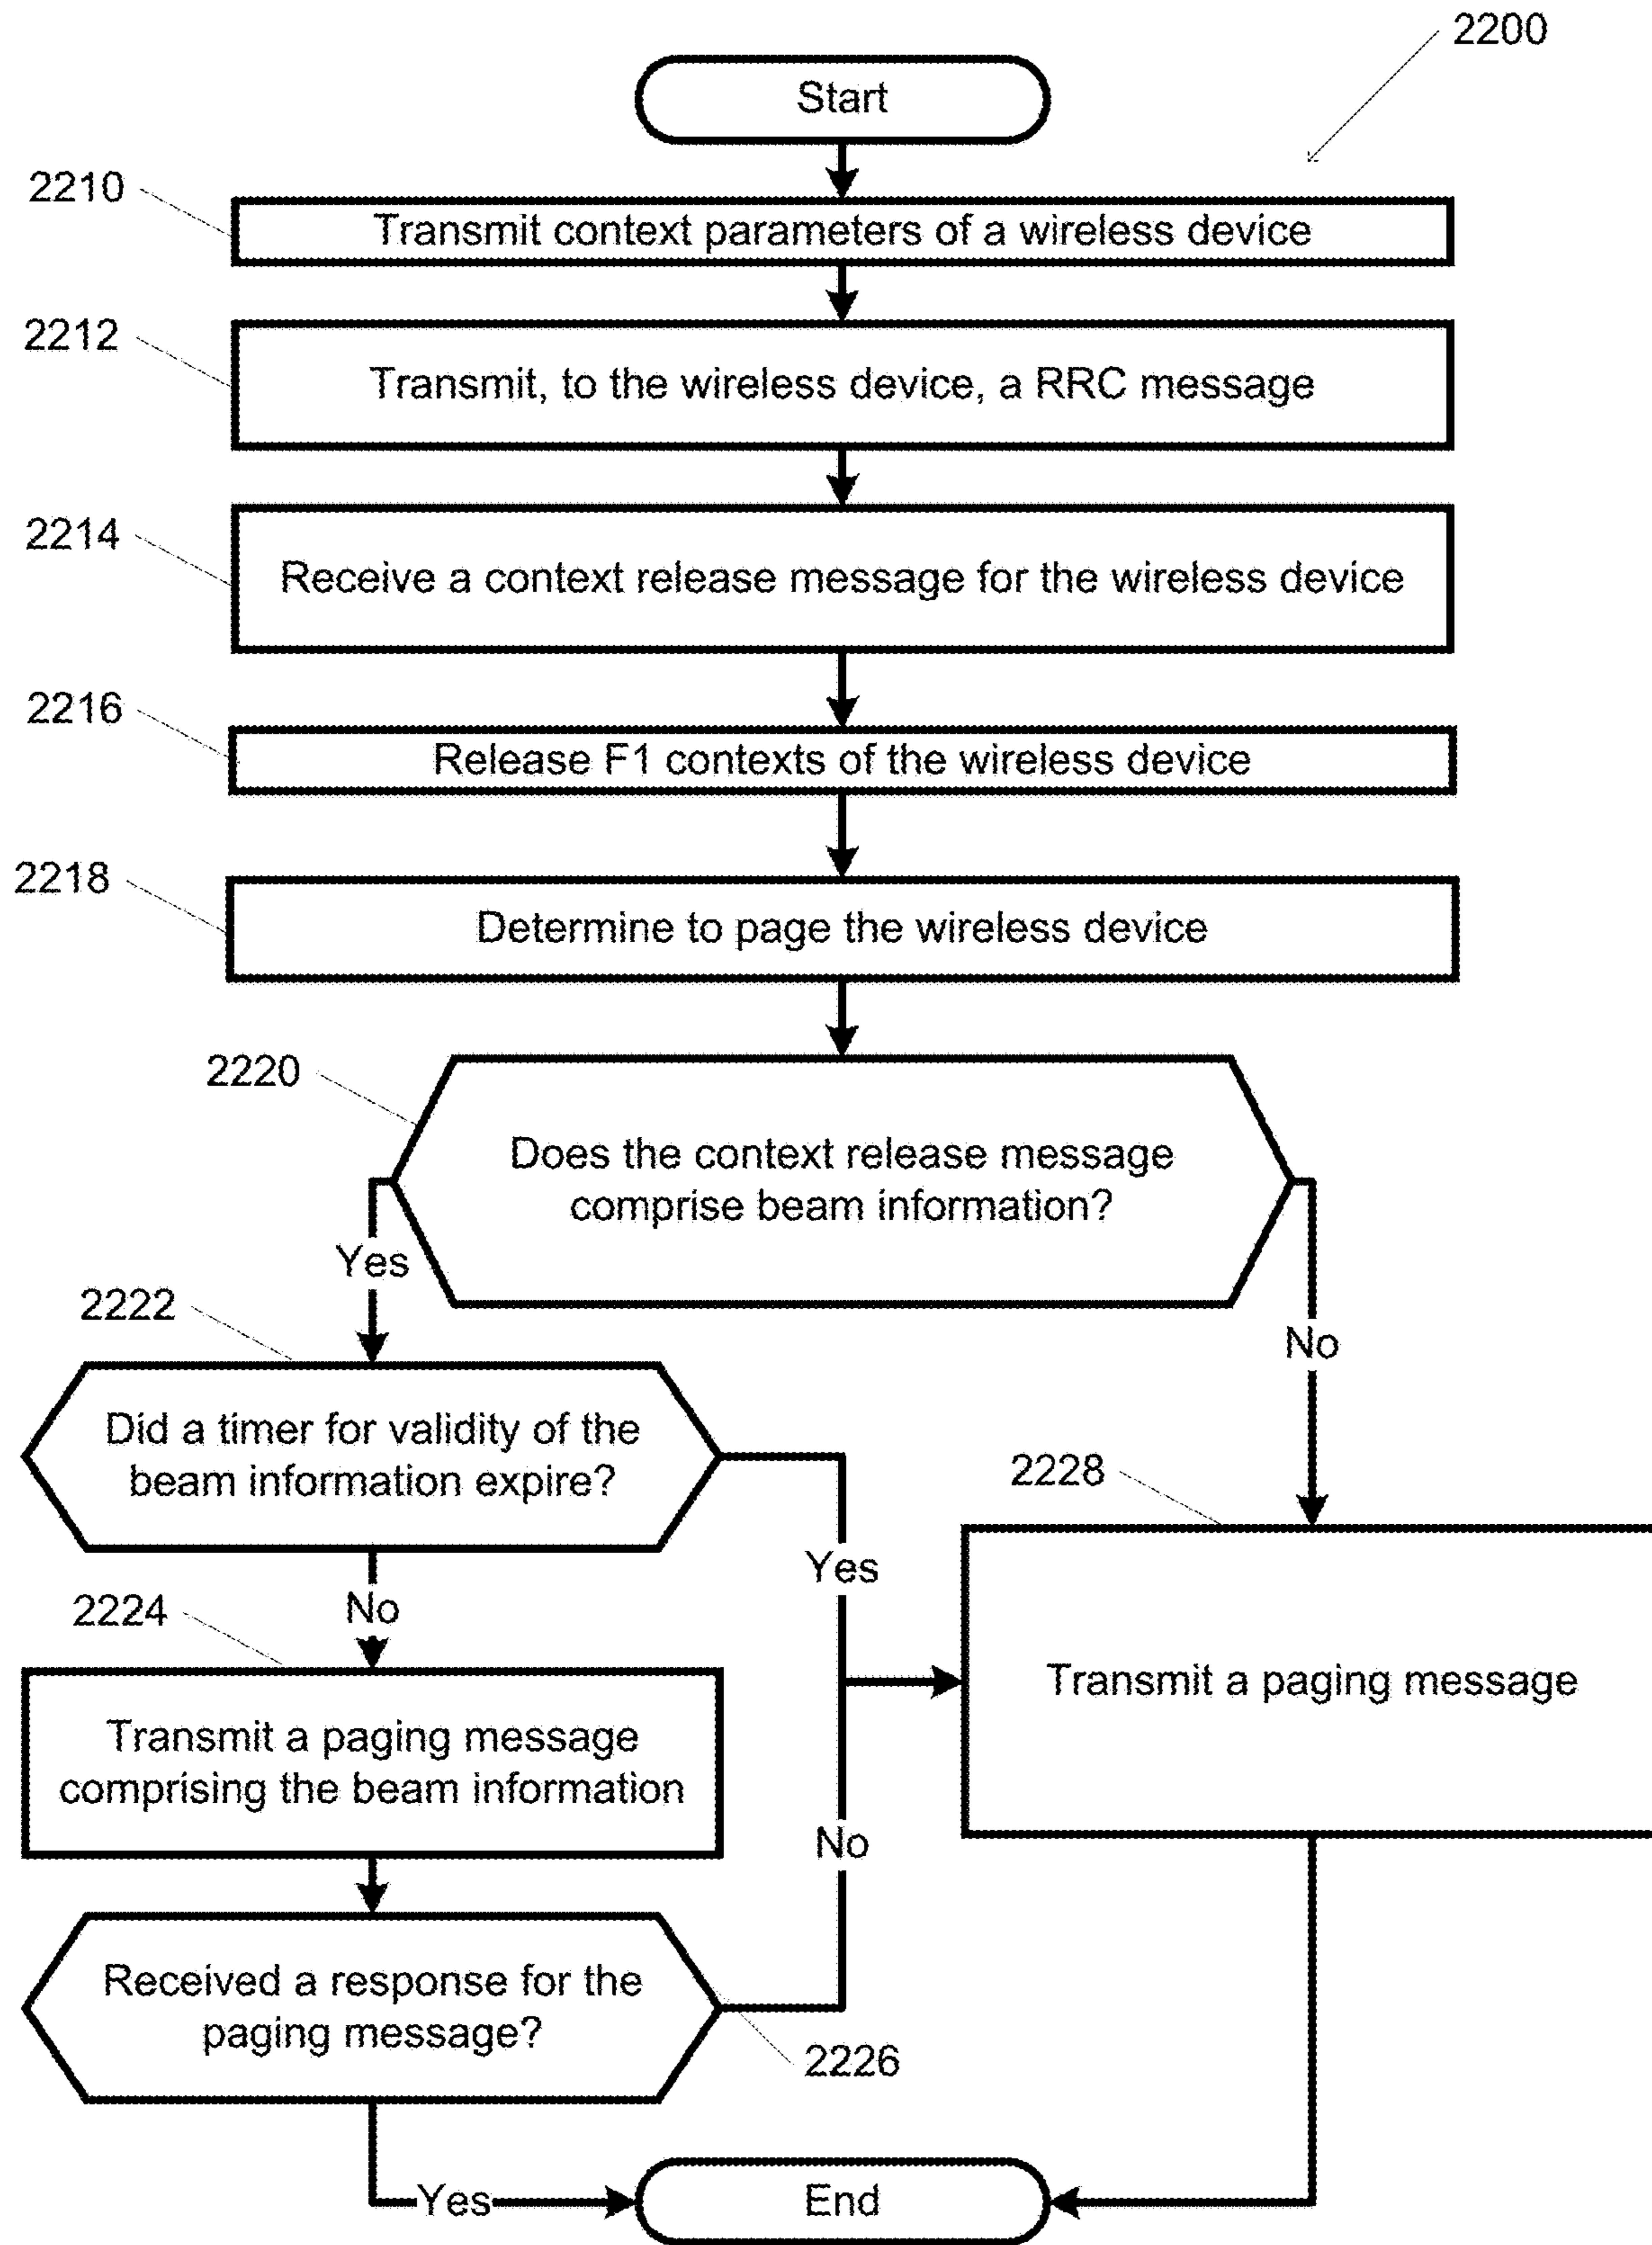 2200
Start
2210
Transmit context parameters of a wireless device
2212
Transmit, to the wireless device, a RRC message
2214
Receive a context release message for the wireless device
2216
Release F1 contexts of the wireless device
2218
Determine to page the wireless device
2220
Does the context release message
comprise beam information?
Yes
No
2222
Did a timer for validity of the
beam information expire?
Yes
No
2224
Transmit a paging message
comprising the beam information
2228
Transmit a paging message
Received a response for the
paging message?
No
2226
Yes
End